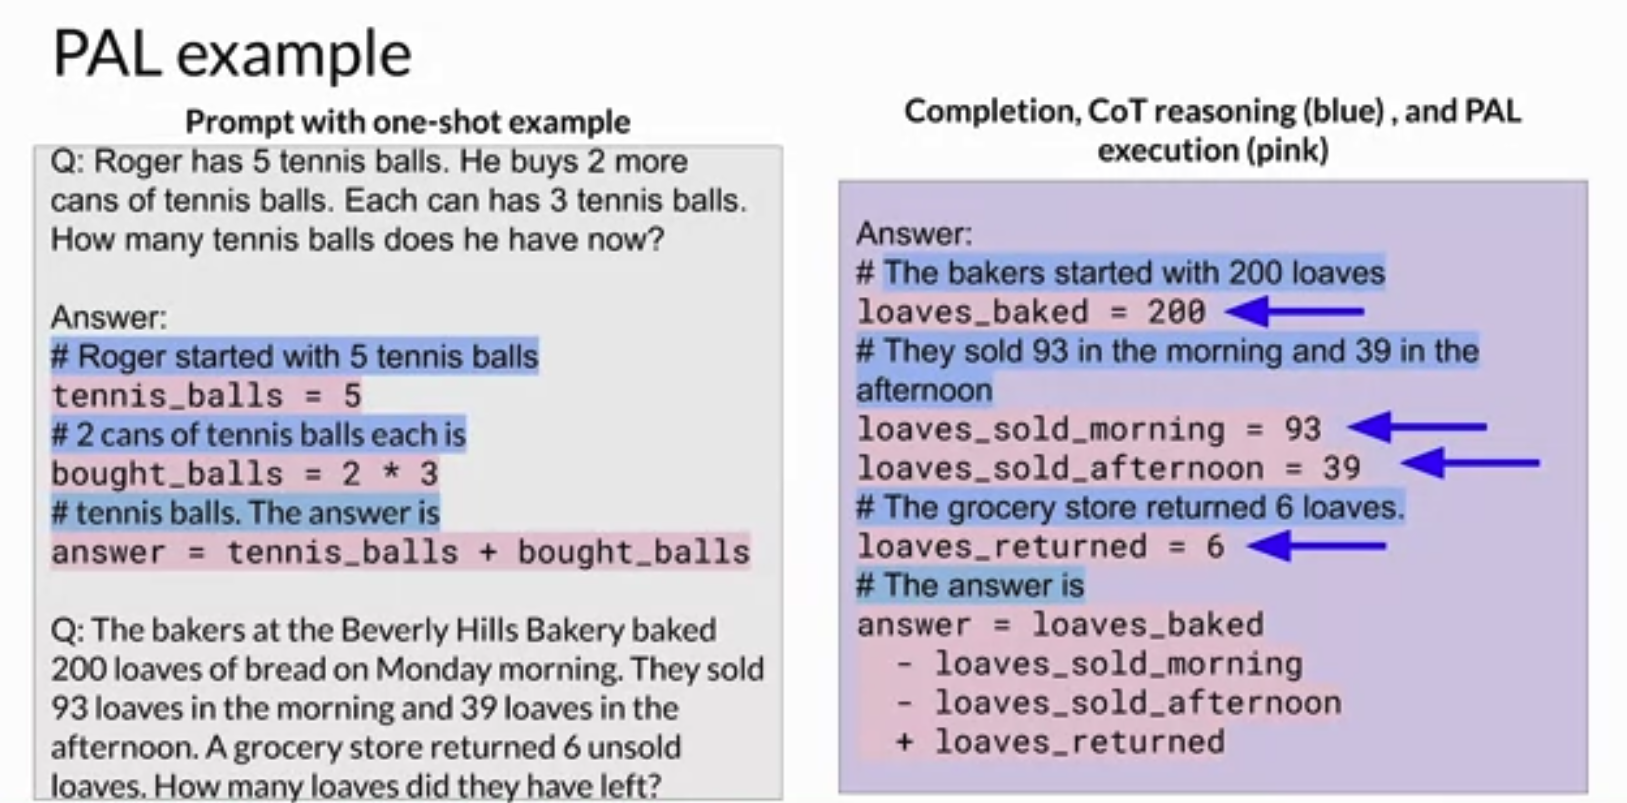 PAL example
Prompt with one-shot example
Q: Roger has 5 tennis balls. He buys 2 more
cans of tennis balls. Each can has 3 tennis balls.
How many tennis balls does he have now?
Answer:
# Roger started with 5 tennis balls
tennis_balls = 5
# 2 cans of tennis balls each is
bought_balls = 2 * 3
# tennis balls. The answer is
answer = tennis_balls + bought_balls
Q: The bakers at the Beverly Hills Bakery baked
200 loaves of bread on Monday morning. They sold
93 loaves in the morning and 39 loaves in the
afternoon. A grocery store returned 6 unsold
loaves. How many loaves did they have left?
Completion, CoT reasoning (blue) , and PAL
execution (pink)
Answer:
# The bakers started with 200 loaves
loaves_baked = 200
# They sold 93 in the morning and 39 in the
afternoon
loaves_sold_morning = 93
loaves_sold_afternoon = 39
# The grocery store returned 6 loaves.
loaves_returned = 6
# The answer is
answer = loaves_baked
- loaves_sold_morning
- loaves_sold_afternoon
+ loaves_returned